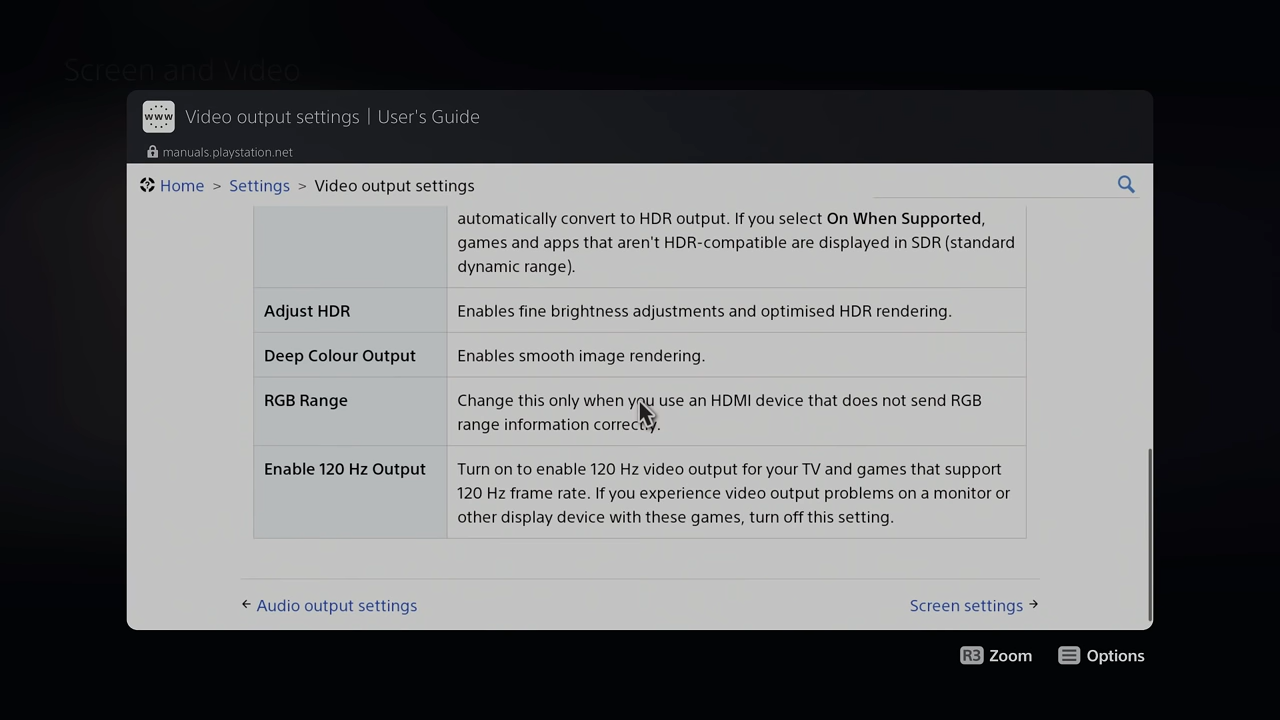 Screen and Video
www
Video output settings | User's Guide
manuals.playstation.net
Home > Settings > Video output settings
automatically convert to HDR output. If you select On When Supported,
games and apps that aren't HDR-compatible are displayed in SDR (standard
dynamic range).
Adjust HDR
Enables fine brightness adjustments and optimised HDR rendering.
Deep Colour Output
Enables smooth image rendering.
RGB Range
Change this only when you use an HDMI device that does not send RGB
range information correctly.
Enable 120 Hz Output
Turn on to enable 120 Hz video output for your TV and games that support
120 Hz frame rate. If you experience video output problems on a monitor or
other display device with these games, turn off this setting.
← Audio output settings
Screen settings →
R3 Zoom
Options